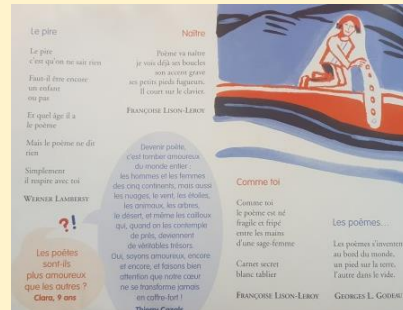 Le pire
Le pire
c'est qu'on ne sait rien
Faut-il être encore
un enfant
ou pas
Et quel âge il a
le poème
Mais le poème ne dit
rien
Simplement
il respire avec toi
WERNER LAMBERSY
?!
Les poètes
sont-ils
plus amoureux
que les autres ?
Clara, 9 ans
Naître
Poème va naître
je vois déjà ses boucles
son accent grave
ses petits pieds fugueurs.
Il court sur le clavier.
FRANÇOISE LISON-LEROY
Devenir poète,
c'est tomber amoureux
du monde entier :
les hommes et les femmes
des cinq continents, mais aussi
les nuages, le vent, les étoiles,
les animaux, les arbres,
le désert, et même les cailloux
qui, quand on les contemple
de près, deviennent
de véritables trésors.
Oui, soyons amoureux, encore
et encore, et faisons bien
attention que notre cœur
ne se transforme jamais
en coffre-fort !
Thierry
Comme toi
Comme toi
le poème est né
fragile et fripé
entre les mains
d'une sage-femme
Carnet secret
blanc tablier
FRANÇOISE LISON-LEROY
Les poèmes...
Les poèmes s'inventent
au bord du monde,
un pied sur la terre,
l'autre dans le vide.
GEORGES L. GODEAU